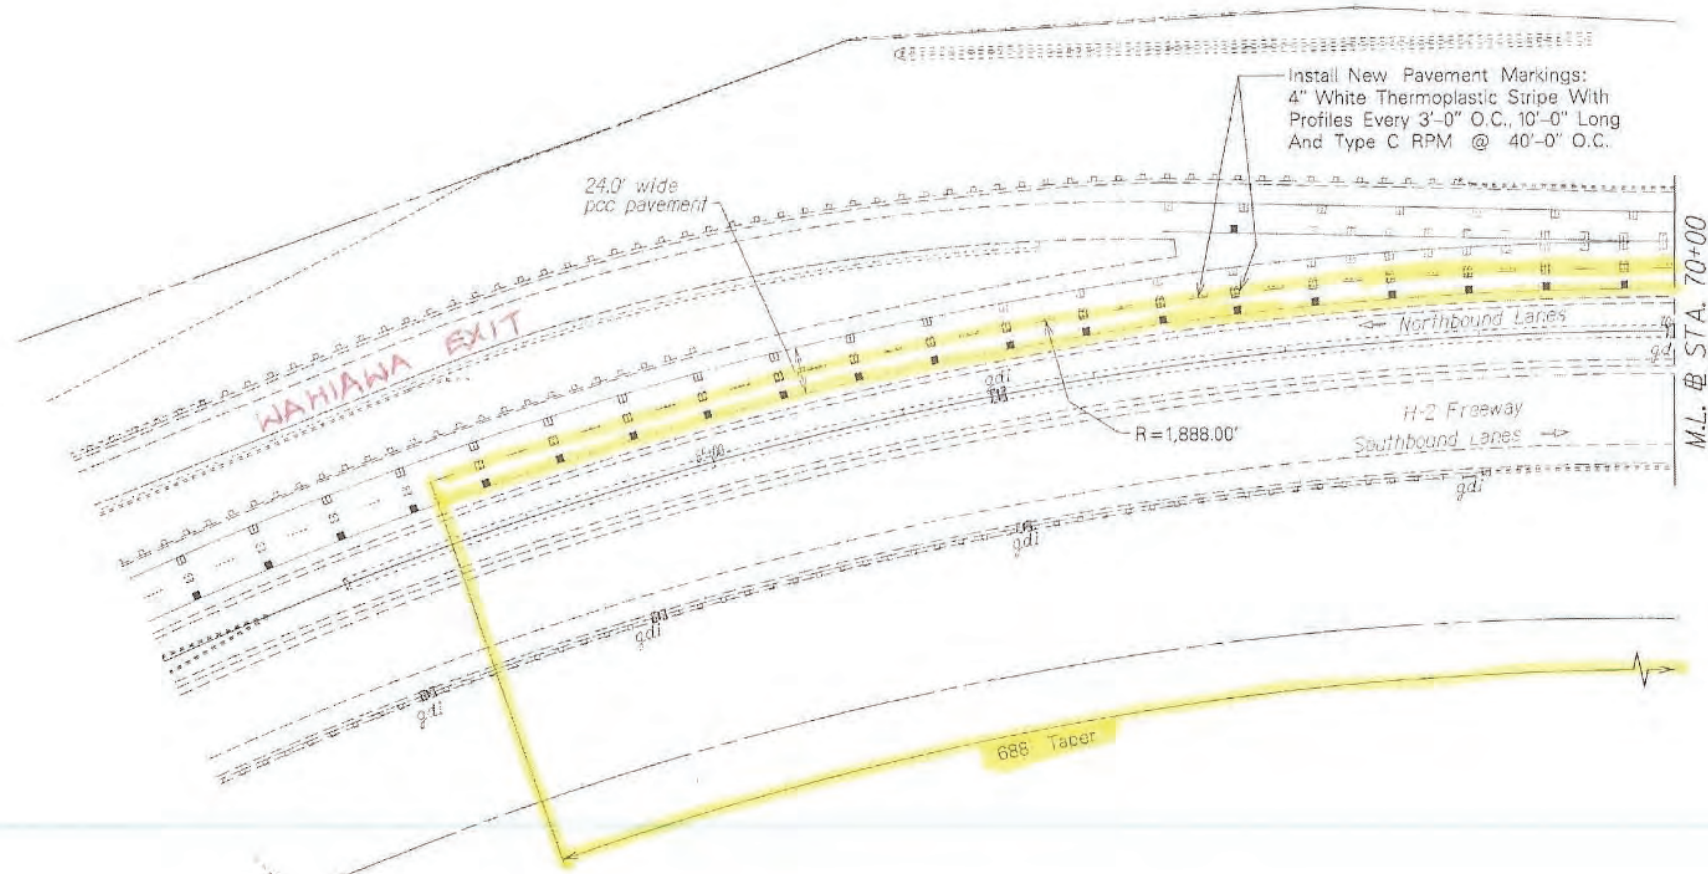 Install New Pavement Markings:
4" White Thermoplastic Stripe With
Profiles Every 3'-0" O.C., 10'-0" Long
And Type C RPM @ 40'-0" O.C.
24.0' wide
pcc pavement
WAHIAWA EXIT
Northbound Lanes
gdi
gdi
R=1,888.00'
H-2 Freeway
Southbound Lanes
M.L. B STA. 70+00
65+00
gdi
gdi
gdi
gdi
688' Taper